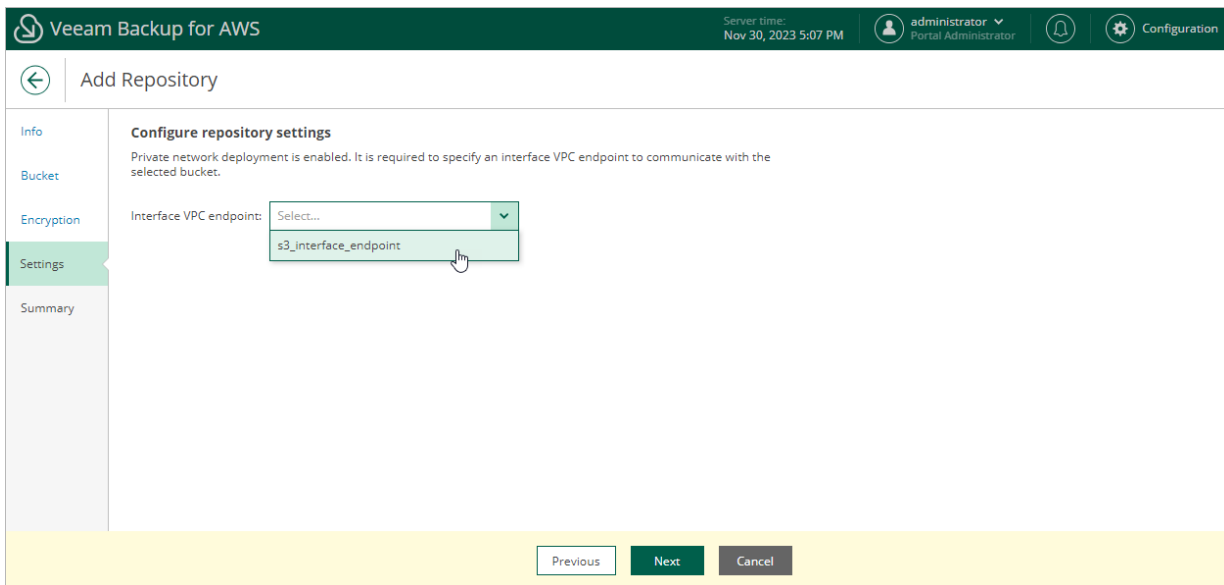 Veeam Backup for AWS
Server time:
Nov 30, 2023 5:07 PM
administrator
Portal Administrator
Configuration
Add Repository
Info
Bucket
Encryption
Settings
Summary
Configure repository settings
Private network deployment is enabled. It is required to specify an interface VPC endpoint to communicate with the
selected bucket.
Interface VPC endpoint: Select...
s3_interface_endpoint
Previous Next Cancel